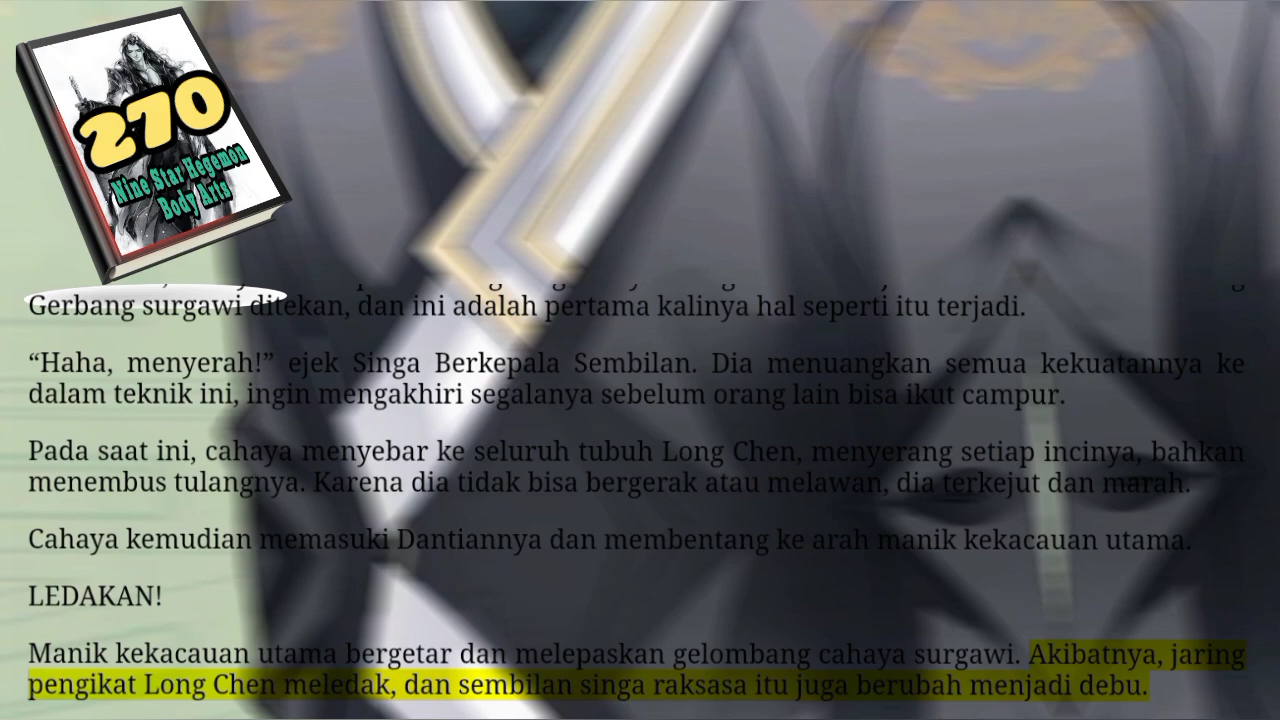 270
Nine Star Hegemon
Body Arts
Gerbang surgawi ditekan, dan ini adalah pertama kalinya hal seperti itu terjadi.
“Haha, menyerah!” ejek Singa Berkepala Sembilan. Dia menuangkan semua kekuatannya ke
dalam teknik ini, ingin mengakhiri segalanya sebelum orang lain bisa ikut campur.
Pada saat ini, cahaya menyebar ke seluruh tubuh Long Chen, menyerang setiap incinya, bahkan
menembus tulangnya. Karena dia tidak bisa bergerak atau melawan, dia terkejut dan marah.
Cahaya kemudian memasuki Dantiannya dan membentang ke arah manik kekacauan utama.
LEDAKAN!
Manik kekacauan utama bergetar dan melepaskan gelombang cahaya surgawi. Akibatnya, jaring
pengikat Long Chen meledak, dan sembilan singa raksasa itu juga berubah menjadi debu.